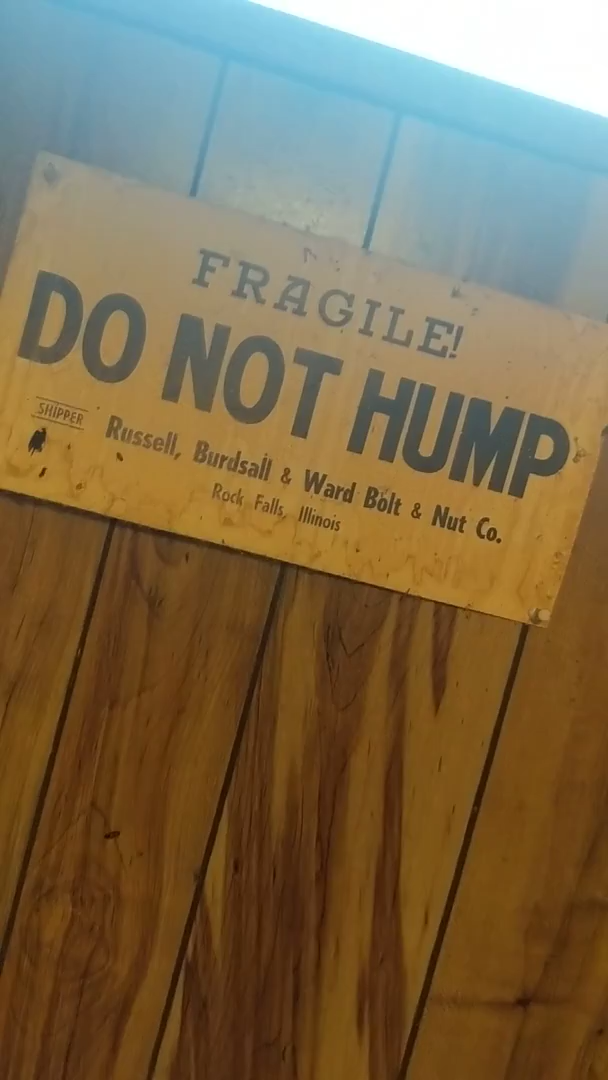 FRAGILE!
DO NOT HUMP
SHIPPER
Russell, Burdsall & Ward Bolt & Nut Co.
Rock Falls, Illinois